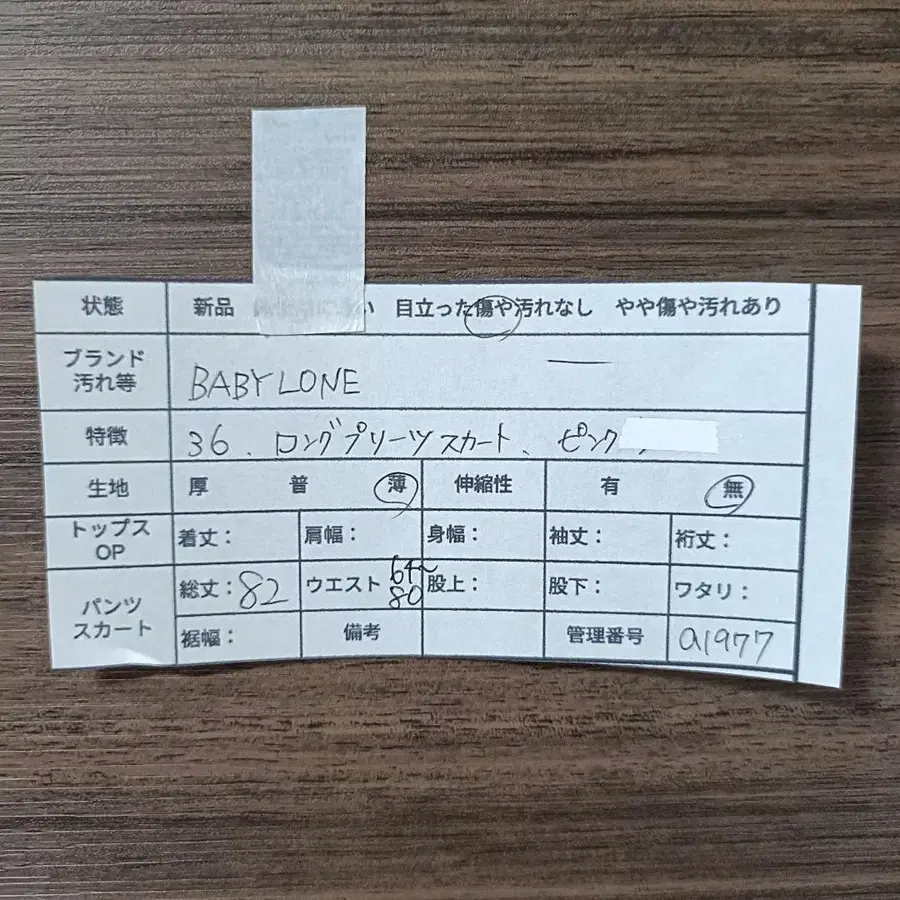 状態 新品 い 目立った傷や汚れなし やや傷や汚れあり
ブランド
汚れ等 BABYLONE
特徴 36、ロングプリーツスカート、ピンク
生地 厚 普 薄 伸縮性 有 無
トップス
OP 着丈： 肩幅： 身幅： 袖丈： 裄丈：
パンツ
スカート 総丈：82 ウエスト 64~80 股上： 股下： ワタリ：
裾幅： 備考 管理番号 a1977